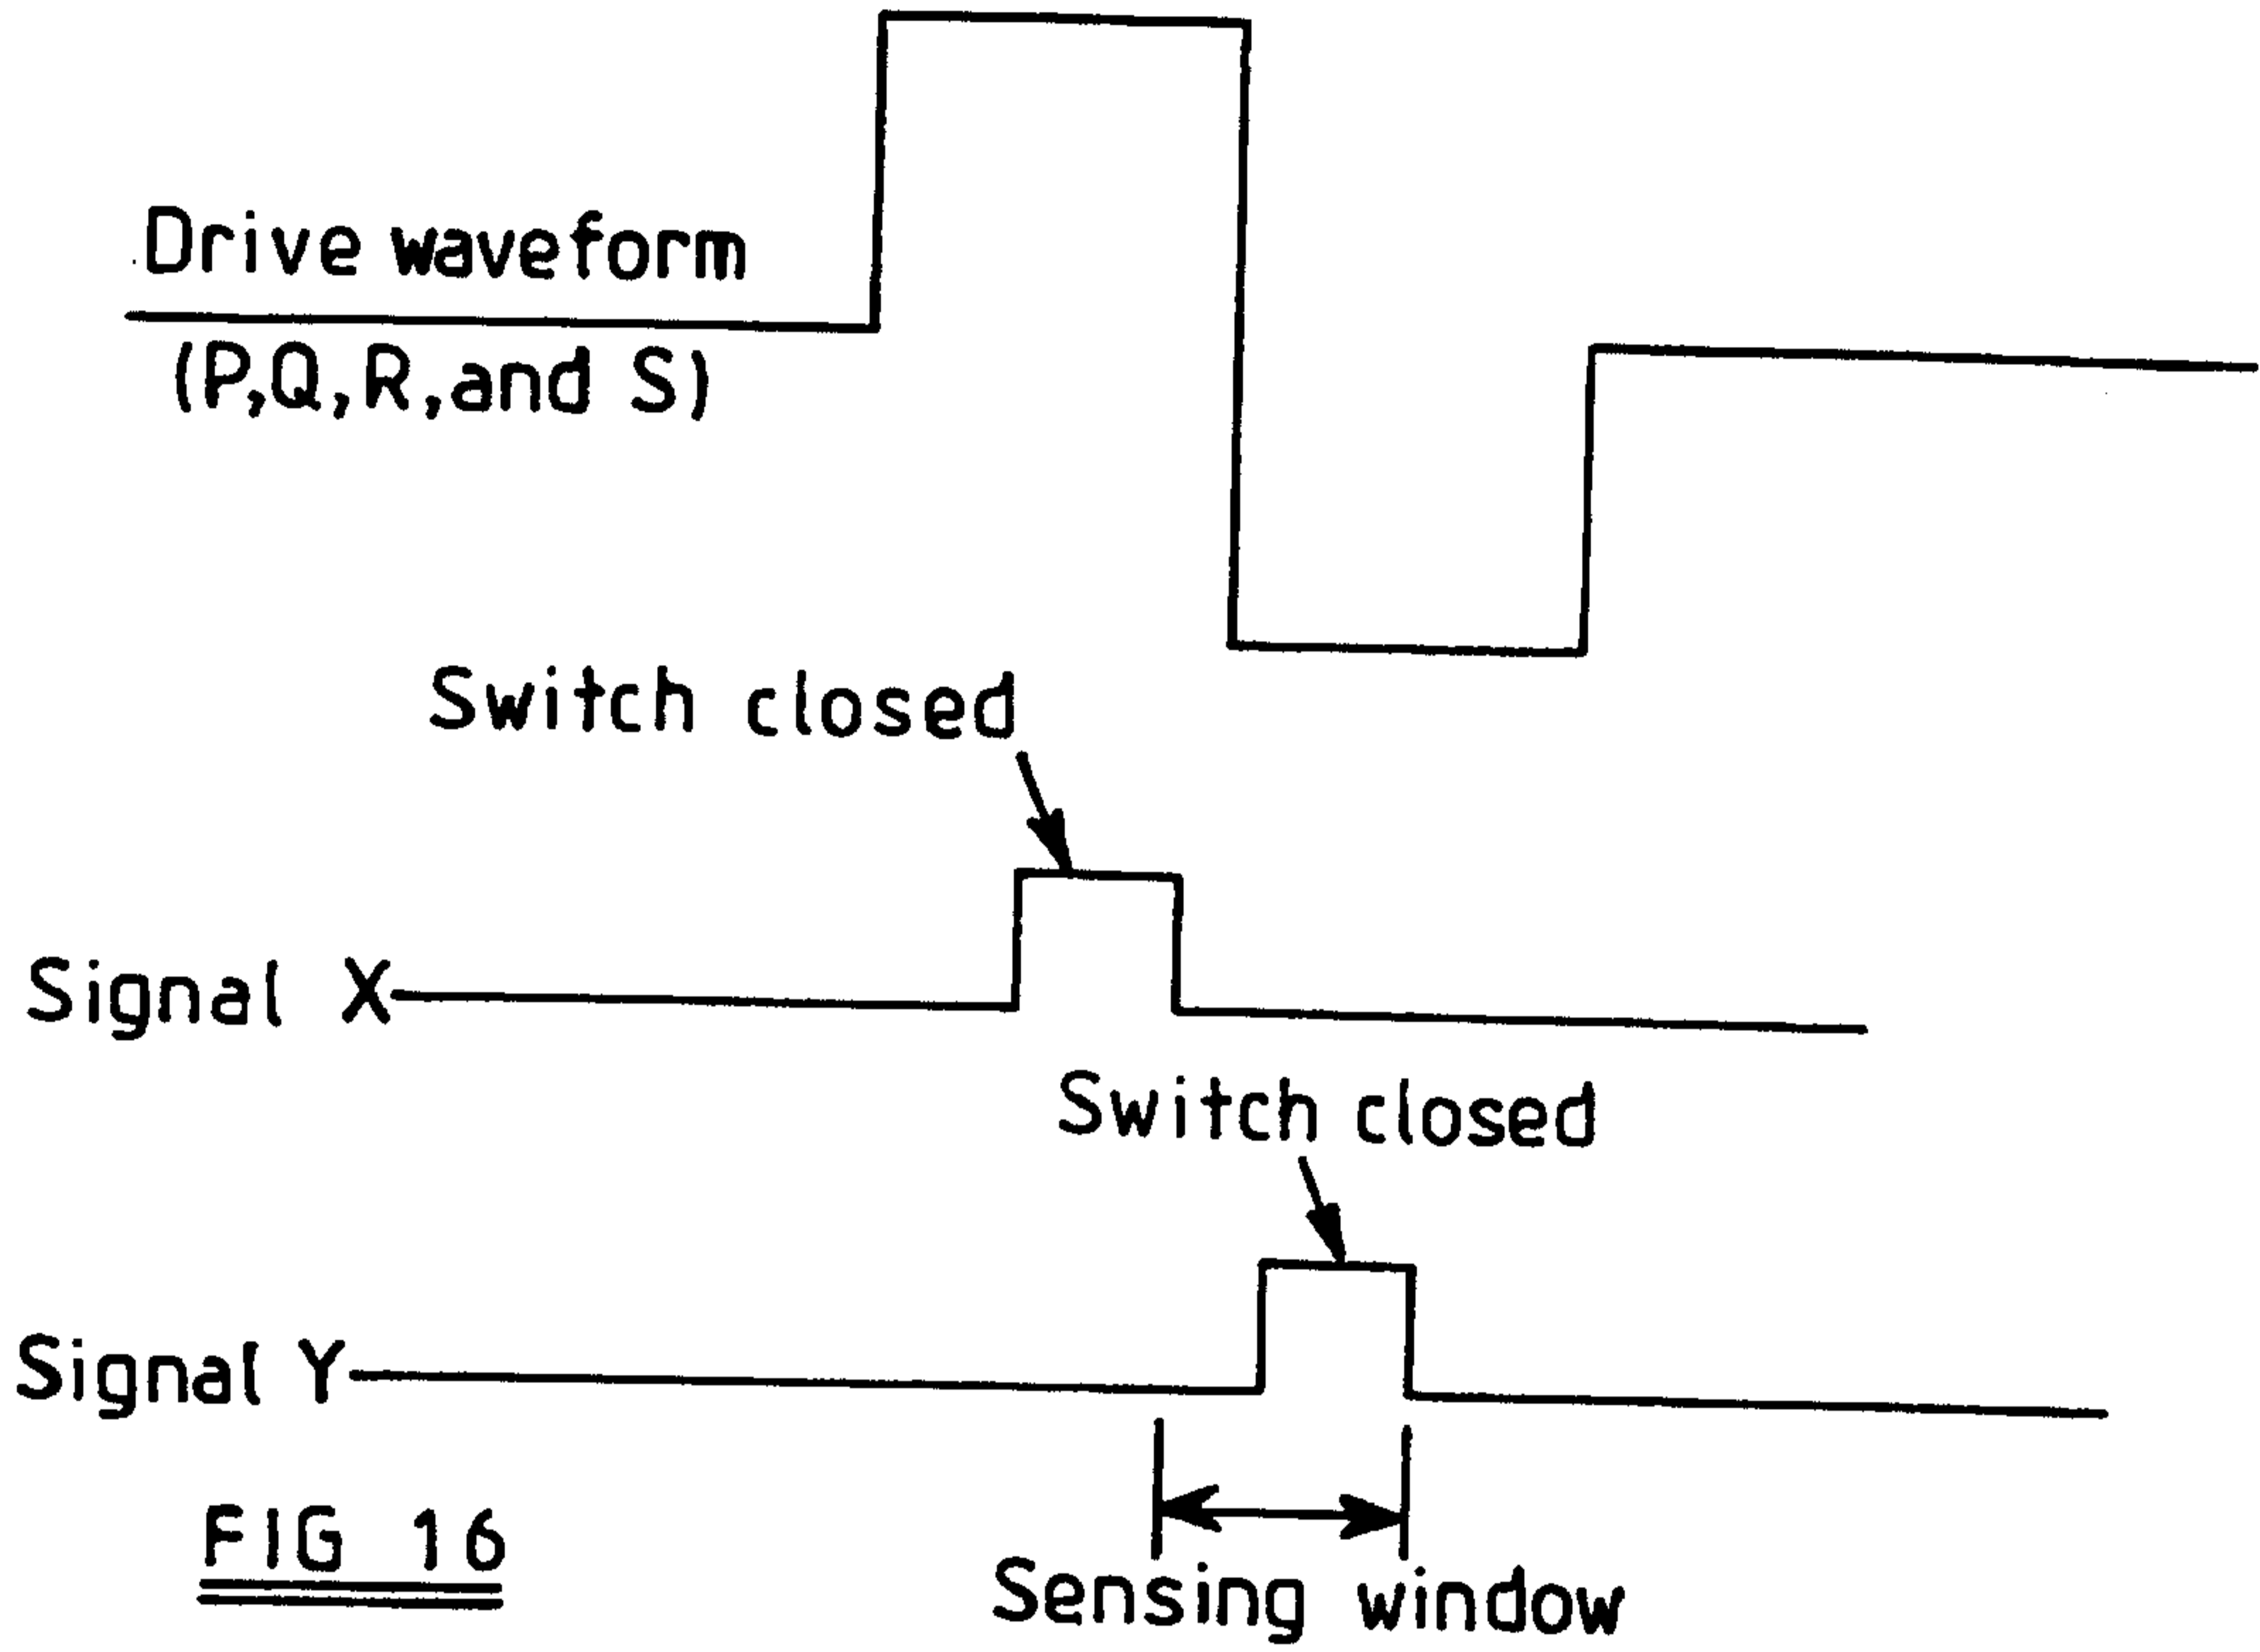 Drive waveform
(P,Q,R,and S)
Switch closed
Signal X
Switch closed
Signal Y
Sensing window
FIG 16